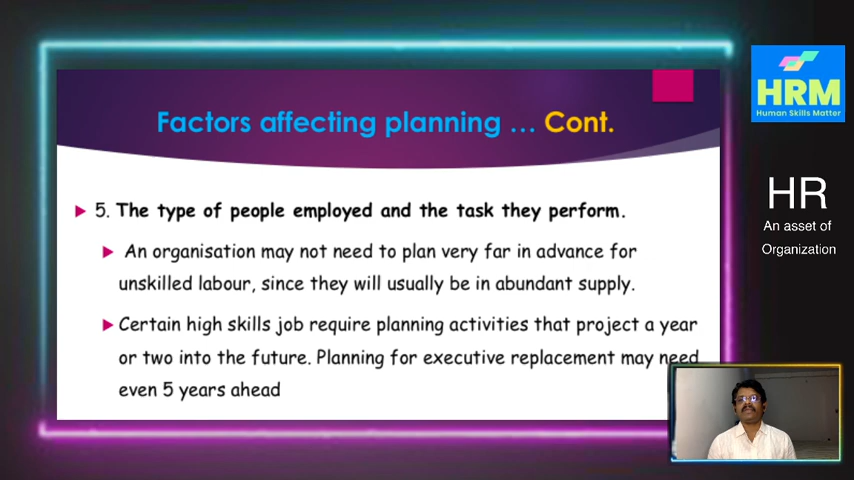 Factors affecting planning ... Cont.
5. The type of people employed and the task they perform.
An organisation may not need to plan very far in advance for
unskilled labour, since they will usually be in abundant supply.
Certain high skills job require planning activities that project a year
or two into the future. Planning for executive replacement may need
even 5 years ahead
HRM
Human Skills Matter
HR
An asset of
Organization